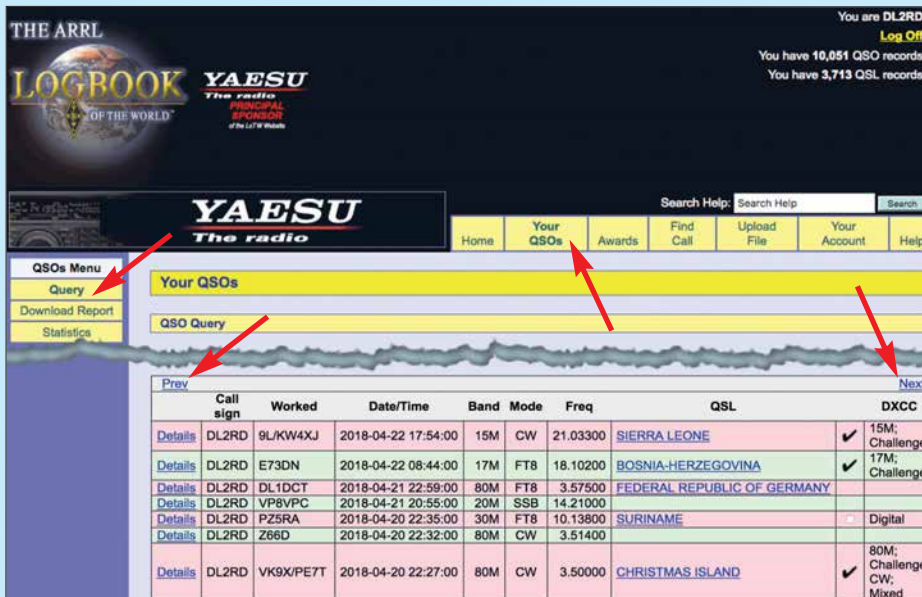 You are DL2RD
Log Off
You have 10,051 QSO records
You have 3,713 QSL records
THE ARRL
LOGBOOK
OF THE WORLD
YAESU
The radio
PRINCIPAL
SPONSOR
of the LoTW Website
YAESU
The radio
Search Help: Search Help Search
Home Your QSOs Awards Find Call Upload File Your Account Help
QSOs Menu
Query
Download Report
Statistics
Your QSOs
QSO Query
Prev Next
Call sign Worked Date/Time Band Mode Freq QSL DXCC
Details DL2RD 9L/KW4XJ 2018-04-22 17:54:00 15M CW 21.03300 SIERRA LEONE ✔ 15M; Challenge
Details DL2RD E73DN 2018-04-22 08:44:00 17M FT8 18.10200 BOSNIA-HERZEGOVINA ✔ 17M; Challenge
Details DL2RD DL1DCT 2018-04-21 22:59:00 80M FT8 3.57500 FEDERAL REPUBLIC OF GERMANY
Details DL2RD VP8VPC 2018-04-21 20:55:00 20M SSB 14.21000
Details DL2RD PZ5RA 2018-04-20 22:35:00 30M FT8 10.13800 SURINAME Digital
Details DL2RD Z66D 2018-04-20 22:32:00 80M CW 3.51400
Details DL2RD VK9X/PE7T 2018-04-20 22:27:00 80M CW 3.50000 CHRISTMAS ISLAND ✔ 80M; Challenge CW; Mixed